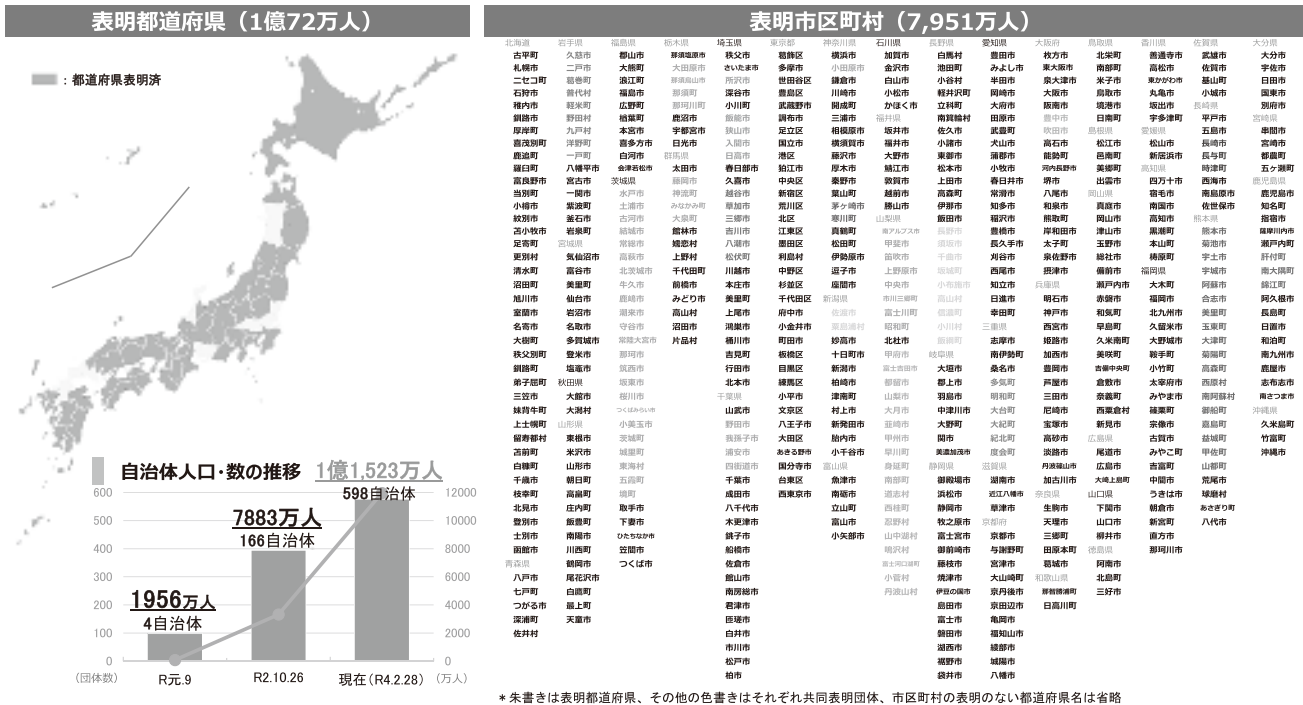 表明都道府県（1億72万人）
：都道府県表明済
自治体人口・数の推移
1億1,523万人
598自治体
7883万人
166自治体
1956万人
4自治体
600
500
400
300
200
100
0
12000
10000
8000
6000
4000
2000
0
（団体数）
R元.9
R2.10.26
現在（R4.2.28）
（万人）
表明市区町村（7,951万人）
北海道
古平町
札幌市
ニセコ町
石狩市
稚内市
釧路市
厚岸町
喜茂別町
鹿追町
羅臼町
富良野市
当別町
小樽市
紋別市
苫小牧市
足寄町
更別村
清水町
沼田町
旭川市
室蘭市
名寄市
大樹町
秩父別町
釧路町
弟子屈町
三笠市
妹背牛町
上士幌町
留寿都村
苫前町
白糠町
千歳市
枝幸町
北見市
登別市
士別市
函館市
青森県
八戸市
七戸町
つがる市
深浦町
佐井村
岩手県
久慈市
二戸市
葛巻町
普代村
軽米町
野田村
九戸村
洋野町
一戸町
八幡平市
宮古市
一関市
紫波町
釜石市
岩泉町
宮城県
気仙沼市
富谷市
美里町
仙台市
岩沼市
名取市
多賀城市
登米市
塩竈市
秋田県
大館市
大潟村
山形県
東根市
米沢市
山形市
朝日町
高畠町
庄内町
飯豊町
南陽市
川西町
鶴岡市
尾花沢市
白鷹町
最上町
天童市
福島県
郡山市
大熊町
浪江町
福島市
広野町
楢葉町
本宮市
喜多方市
白河市
会津若松市
茨城県
水戸市
土浦市
古河市
結城市
常総市
高萩市
北茨城市
牛久市
鹿嶋市
潮来市
守谷市
常陸大宮市
那珂市
筑西市
坂東市
桜川市
つくばみらい市
小美玉市
茨城町
城里町
東海村
五霞町
境町
取手市
下妻市
ひたちなか市
笠間市
つくば市
栃木県
那須塩原市
大田原市
那須烏山市
那須町
那珂川町
鹿沼市
宇都宮市
日光市
群馬県
太田市
藤岡市
神流町
みなかみ町
大泉町
館林市
嬬恋村
上野村
千代田町
前橋市
みどり市
高山村
沼田市
片品村
埼玉県
秩父市
さいたま市
所沢市
深谷市
小川町
飯能市
狭山市
入間市
日高市
春日部市
久喜市
越谷市
草加市
三郷市
吉川市
八潮市
松伏町
川越市
本庄市
美里町
上尾市
鴻巣市
桶川市
吉見町
行田市
北本市
千葉県
山武市
野田市
我孫子市
浦安市
四街道市
千葉市
成田市
八千代市
木更津市
銚子市
船橋市
佐倉市
館山市
南房総市
君津市
匝瑳市
白井市
市川市
松戸市
柏市
東京都
葛飾区
多摩市
世田谷区
豊島区
武蔵野市
調布市
足立区
国立市
港区
狛江市
中央区
新宿区
荒川区
北区
江東区
墨田区
利島村
中野区
杉並区
千代田区
府中市
小金井市
町田市
板橋区
目黒区
練馬区
小平市
文京区
八王子市
大田区
あきる野市
国分寺市
台東区
西東京市
神奈川県
横浜市
小田原市
鎌倉市
川崎市
開成町
三浦市
相模原市
横須賀市
藤沢市
厚木市
秦野市
葉山町
茅ヶ崎市
寒川町
真鶴町
松田町
伊勢原市
逗子市
座間市
新潟県
佐渡市
粟島浦村
妙高市
十日町市
新潟市
柏崎市
津南町
村上市
新発田市
胎内市
小千谷市
富山県
魚津市
南砺市
立山町
富山市
小矢部市
石川県
加賀市
金沢市
白山市
小松市
かほく市
福井県
坂井市
福井市
大野市
鯖江市
敦賀市
越前市
勝山市
山梨県
南アルプス市
甲斐市
笛吹市
上野原市
中央市
市川三郷町
富士川町
昭和町
北杜市
甲府市
富士吉田市
都留市
山梨市
大月市
韮崎市
甲州市
早川町
身延町
南部町
道志村
西桂町
忍野村
山中湖村
鳴沢村
富士河口湖町
小菅村
丹波山村
長野県
白馬村
池田町
小谷村
軽井沢町
立科町
南箕輪村
佐久市
小諸市
東御市
松本市
上田市
高森町
伊那市
飯田市
長野市
須坂市
千曲市
坂城町
小布施町
高山村
信濃町
小川村
飯綱町
岐阜県
大垣市
郡上市
羽島市
中津川市
大野町
関市
美濃加茂市
静岡県
御殿場市
浜松市
静岡市
牧之原市
富士宮市
御前崎市
藤枝市
焼津市
伊豆の国市
島田市
富士市
磐田市
湖西市
裾野市
袋井市
愛知県
豊田市
みよし市
半田市
岡崎市
大府市
田原市
武豊町
犬山市
蒲郡市
小牧市
春日井市
常滑市
知多市
稲沢市
豊橋市
長久手市
刈谷市
西尾市
知立市
日進市
幸田町
三重県
志摩市
南伊勢町
桑名市
多気町
明和町
大台町
大紀町
紀北町
度会町
滋賀県
湖南市
近江八幡市
草津市
京都府
京都市
与謝野町
宮津市
大山崎町
京丹後市
京田辺市
亀岡市
福知山市
綾部市
城陽市
八幡市
大阪府
枚方市
東大阪市
泉大津市
大阪市
阪南市
豊中市
吹田市
高石市
能勢町
河内長野市
堺市
八尾市
和泉市
熊取町
岸和田市
太子町
泉佐野市
摂津市
兵庫県
明石市
神戸市
西宮市
姫路市
加西市
豊岡市
芦屋市
三田市
尼崎市
宝塚市
高砂市
淡路市
丹波篠山市
加古川市
奈良県
生駒市
天理市
三郷町
田原本町
葛城市
和歌山県
那智勝浦町
日高川町
鳥取県
北栄町
南部町
米子市
鳥取市
境港市
日南町
島根県
松江市
邑南町
美郷町
出雲市
岡山県
真庭市
岡山市
津山市
玉野市
総社市
備前市
瀬戸内市
赤磐市
和気町
早島町
久米南町
美咲町
吉備中央町
倉敷市
奈義町
西粟倉村
新見市
広島県
尾道市
広島市
大崎上島町
山口県
下関市
山口市
柳井市
徳島県
阿南市
北島町
三好市
香川県
善通寺市
高松市
東かがわ市
丸亀市
坂出市
宇多津町
愛媛県
松山市
新居浜市
高知県
四万十市
宿毛市
南国市
高知市
黒潮町
本山町
梼原町
福岡県
大木町
福岡市
北九州市
久留米市
大野城市
鞍手町
小竹町
太宰府市
みやま市
篠栗町
宗像市
古賀市
みやこ町
吉富町
中間市
うきは市
朝倉市
新宮町
直方市
那珂川市
佐賀県
武雄市
佐賀市
基山町
小城市
長崎県
平戸市
五島市
長崎市
長与町
時津町
西海市
南島原市
佐世保市
熊本県
熊本市
菊池市
宇土市
宇城市
阿蘇市
合志市
美里町
玉東町
大津町
菊陽町
高森町
西原村
南阿蘇村
御船町
嘉島町
益城町
甲佐町
山都町
荒尾市
球磨村
あさぎり町
八代市
大分県
大分市
宇佐市
日田市
国東市
別府市
宮崎県
串間市
宮崎市
都農町
五ヶ瀬町
鹿児島県
鹿児島市
知名町
指宿市
薩摩川内市
瀬戸内町
肝付町
南大隅町
錦江町
阿久根市
長島町
日置市
和泊町
南九州市
鹿屋市
志布志市
南さつま市
沖縄県
久米島町
竹富町
沖縄市
＊朱書きは表明都道府県、その他の色書きはそれぞれ共同表明団体、市区町村の表明のない都道府県名は省略